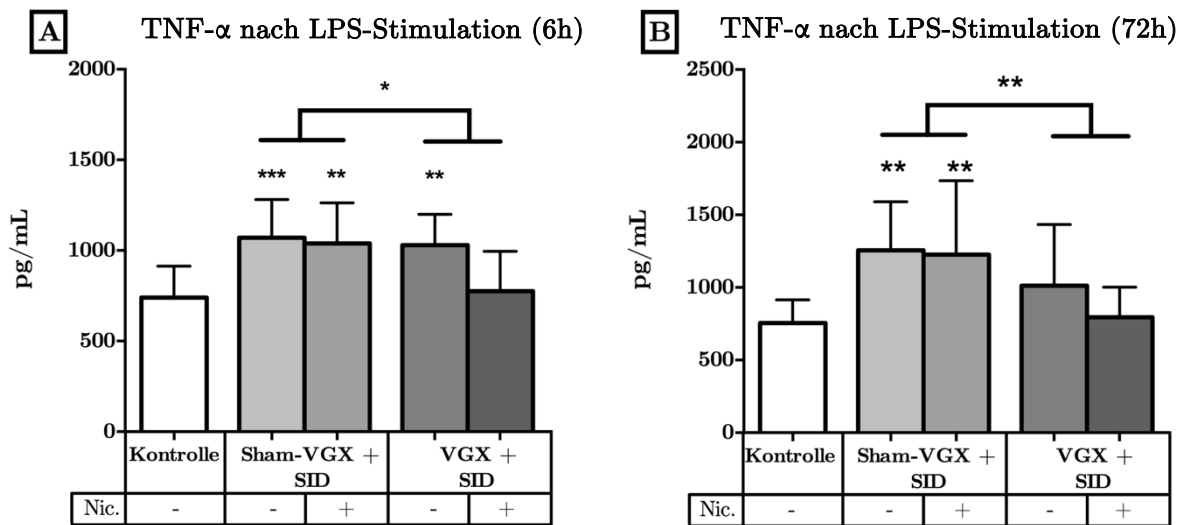 A
TNF-α nach LPS-Stimulation (6h)
pg/mL
2000
1500
1000
500
0
*
***
**
**
Kontrolle
Sham-VGX +
SID
VGX +
SID
Nic.
-
-
+
-
+
B
TNF-α nach LPS-Stimulation (72h)
pg/mL
2500
2000
1500
1000
500
0
**
**
**
Kontrolle
Sham-VGX +
SID
VGX +
SID
Nic.
-
-
+
-
+